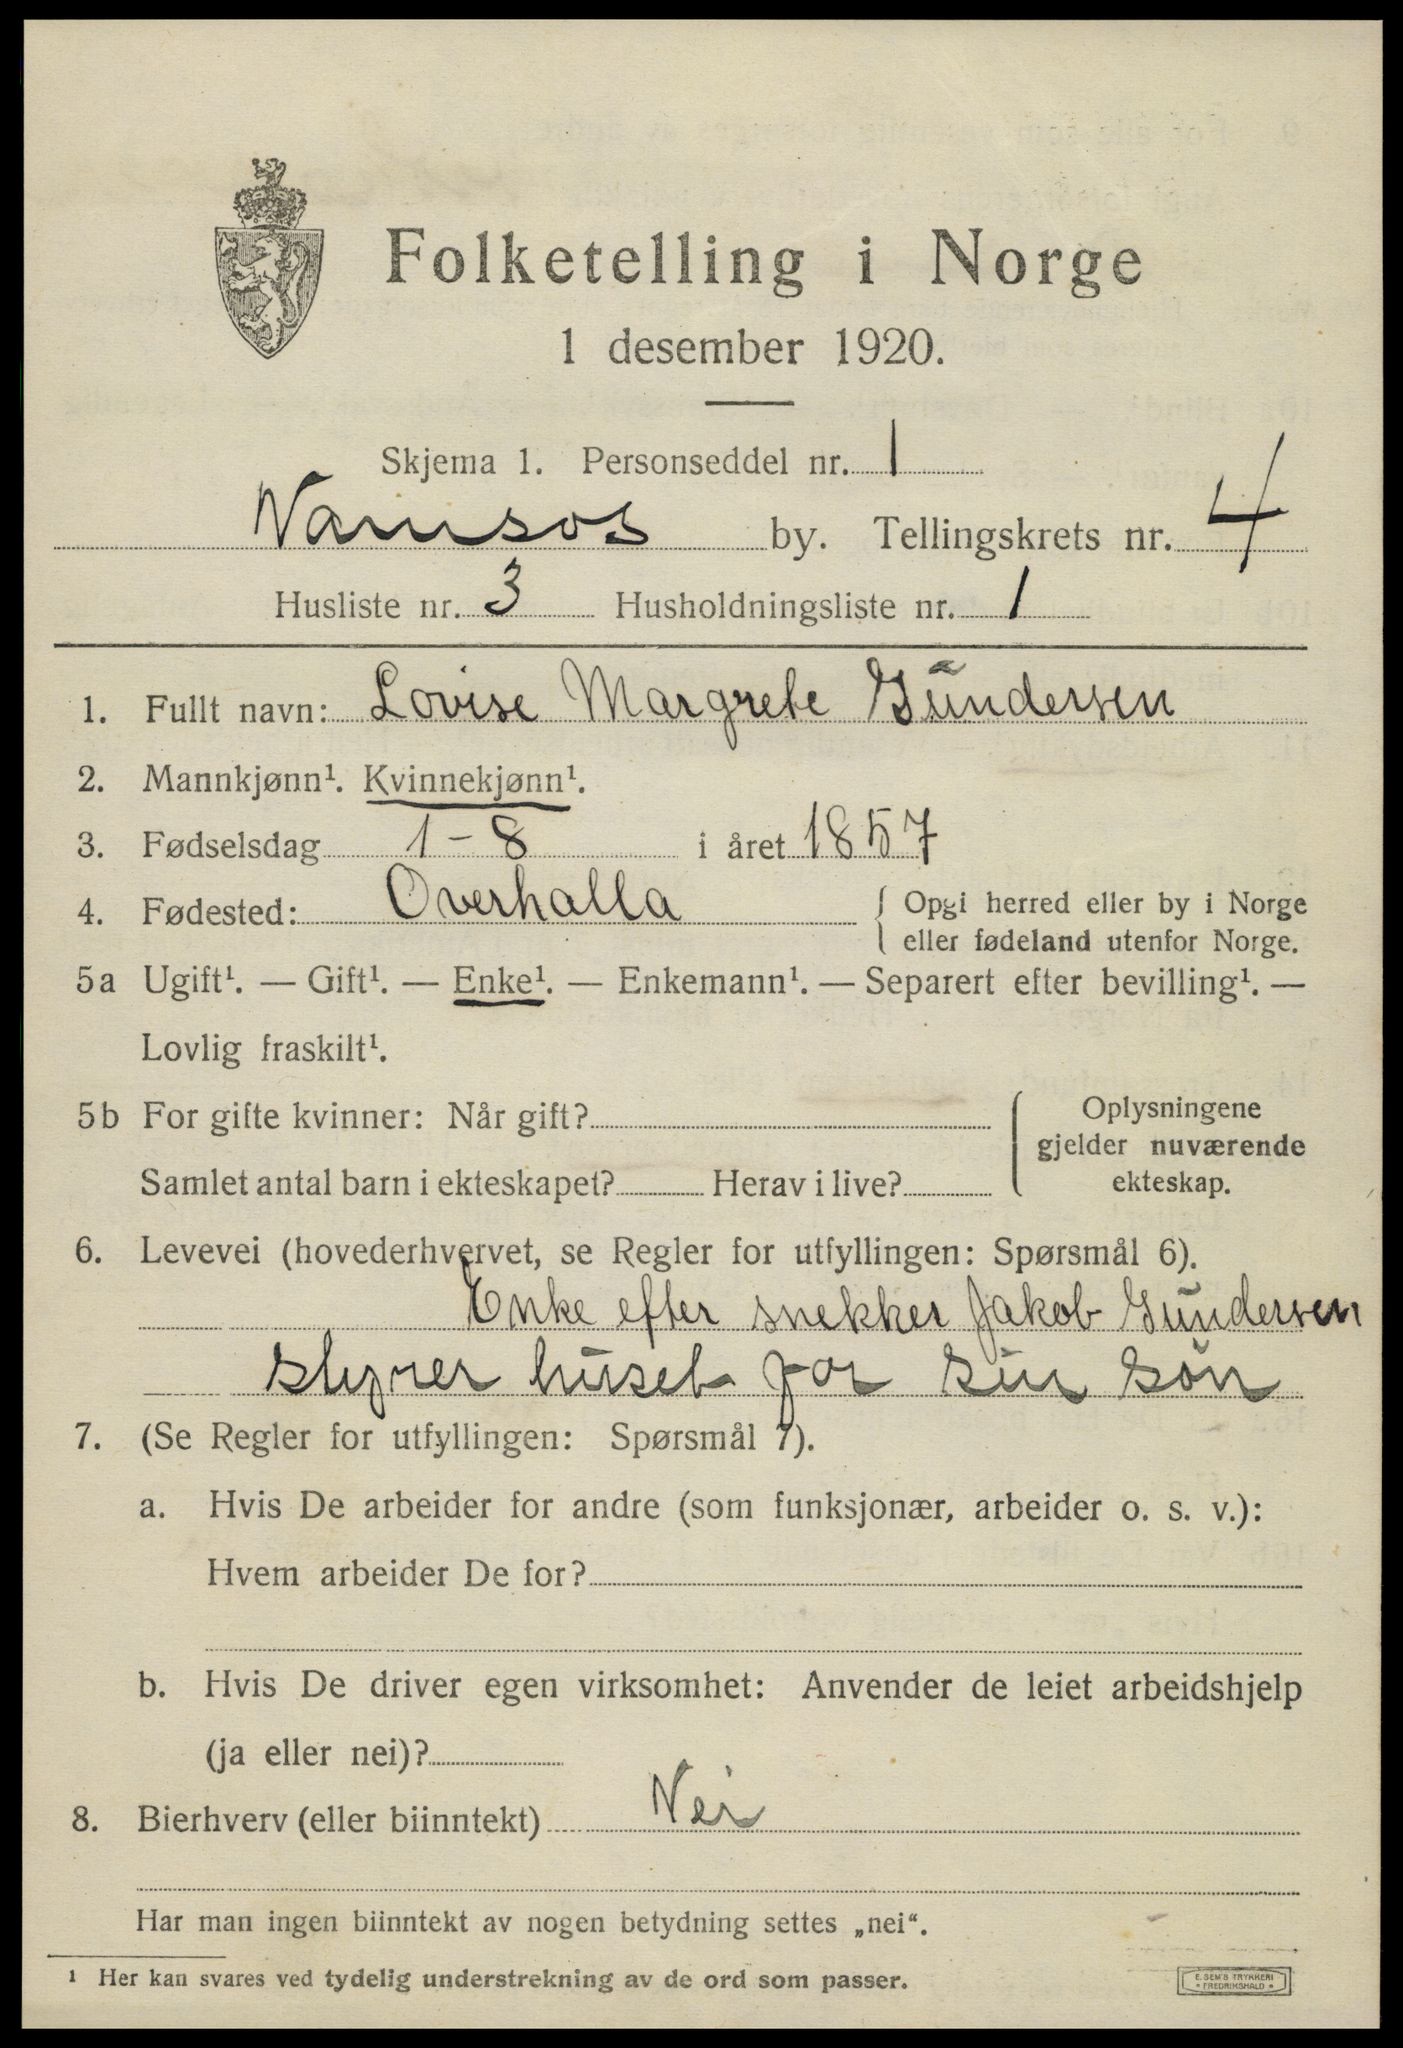 Folketelling i Norge
1 desember 1920.
Skjema 1. Personseddel nr. 1
Namsos by. Tellingskrets nr. 4
Husliste nr. 3 Husholdningsliste nr. 1
1. Fullt navn: Lovise Margrete Gundersen
2. Mannkjønn¹. Kvinnekjønn¹.
3. Fødselsdag 1-8 i året 1857
4. Fødested: Overhalla { Opgi herred eller by i Norge
eller fødeland utenfor Norge.
5a Ugift¹. — Gift¹. — Enke¹. — Enkemann¹. — Separert efter bevilling¹. —
Lovlig fraskilt¹.
5b For gifte kvinner: Når gift? { Oplysningene
gjelder nuværende
Samlet antal barn i ekteskapet? Herav i live? ekteskap.
6. Levevei (hovederhvervet, se Regler for utfyllingen: Spørsmål 6).
Enke efter snekker Jakob Gundersen
styrer huset for sin søn
7. (Se Regler for utfyllingen: Spørsmål 7).
a. Hvis De arbeider for andre (som funksjonær, arbeider o. s. v.):
Hvem arbeider De for?
b. Hvis De driver egen virksomhet: Anvender de leiet arbeidshjelp
(ja eller nei)?
8. Bierhverv (eller biinntekt) Nei
Har man ingen biinntekt av nogen betydning settes „nei“.
¹ Her kan svares ved tydelig understrekning av de ord som passer.
E. SEM'S TRYKKERI
• FREDRIKSHALD •